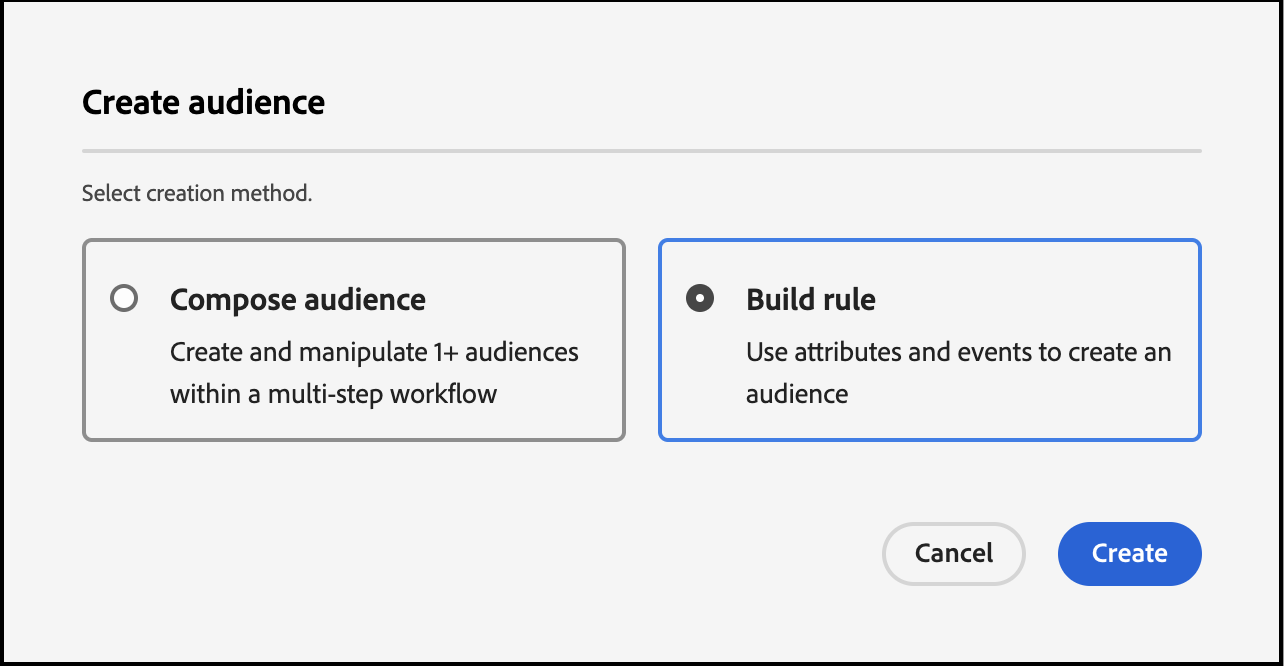 Create audience
Select creation method.
Compose audience
Create and manipulate 1+ audiences
within a multi-step workflow
Build rule
Use attributes and events to create an
audience
Cancel
Create